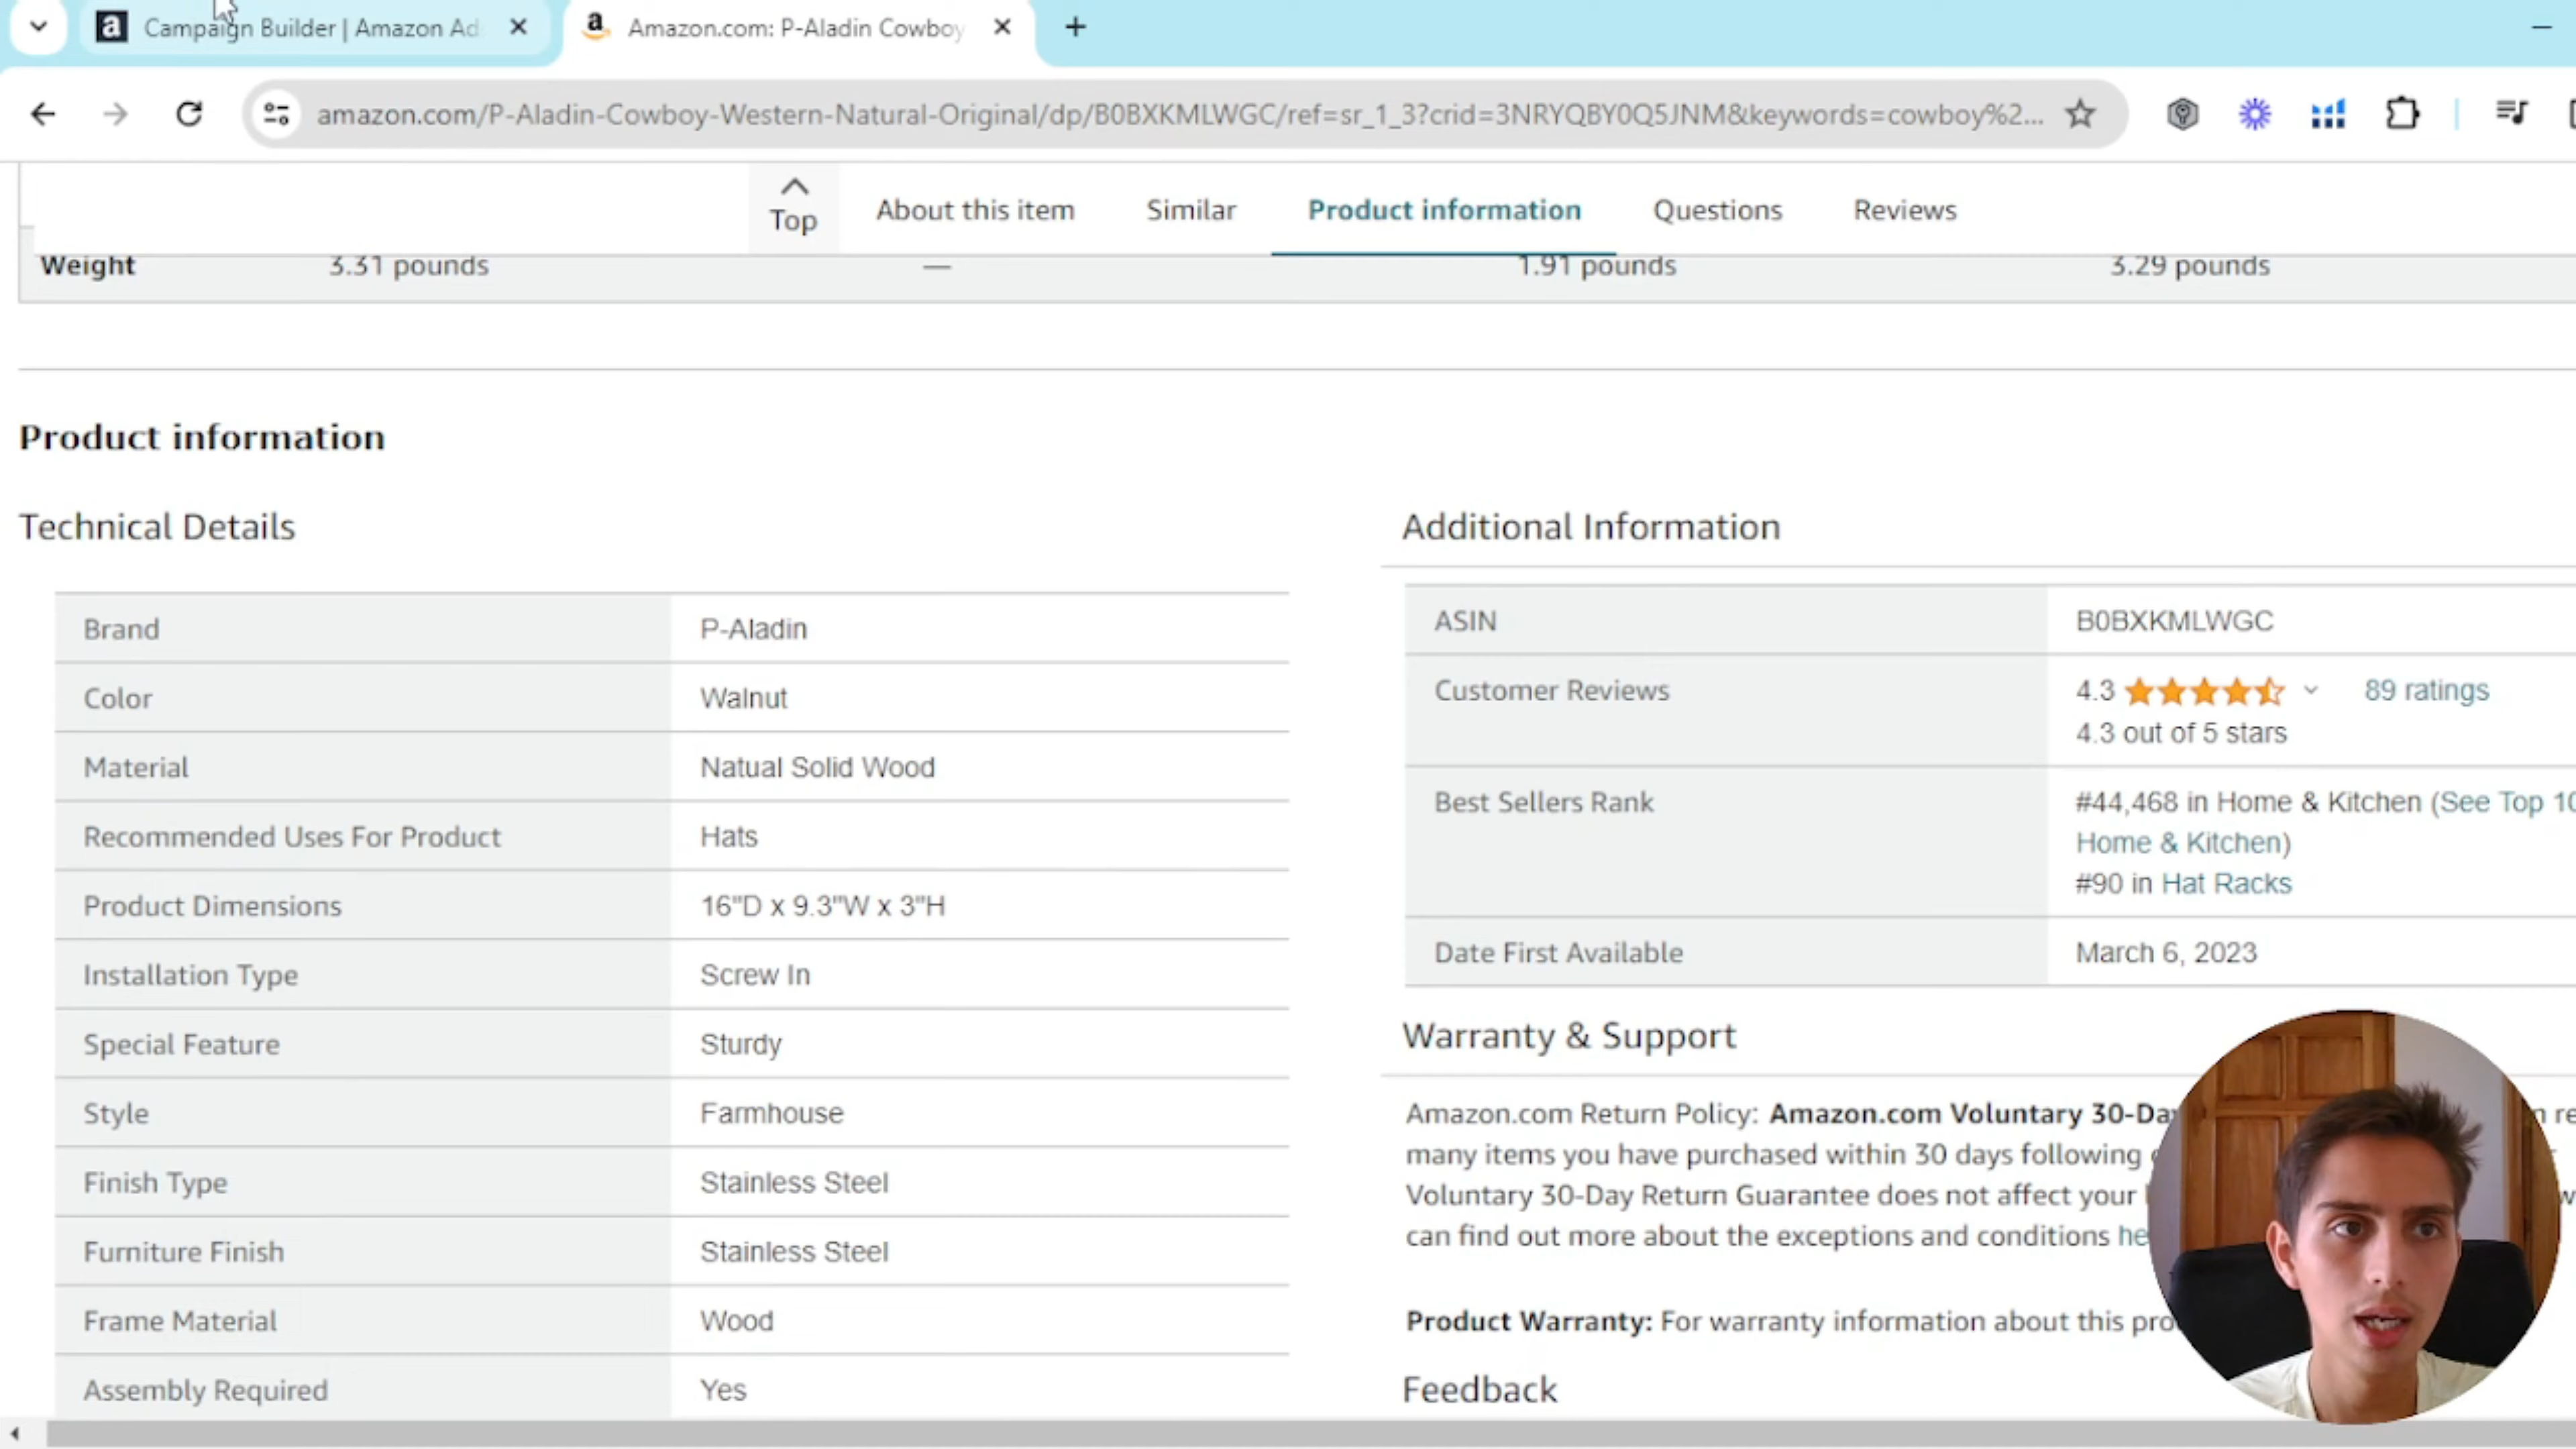 Campaign Builder | Amazon Ad
Amazon.com: P-Aladin Cowboy
amazon.com/P-Aladin-Cowboy-Western-Natural-Original/dp/B0BXKMLWGC/ref=sr_1_3?crid=3NRYQBY0Q5JNM&keywords=cowboy%2...
Top
About this item
Similar
Product information
Questions
Reviews
Weight 3.31 pounds — 1.91 pounds 3.29 pounds
Product information
Technical Details
Brand P-Aladin
Color Walnut
Material Natual Solid Wood
Recommended Uses For Product Hats
Product Dimensions 16"D x 9.3"W x 3"H
Installation Type Screw In
Special Feature Sturdy
Style Farmhouse
Finish Type Stainless Steel
Furniture Finish Stainless Steel
Frame Material Wood
Assembly Required Yes
Additional Information
ASIN B0BXKMLWGC
Customer Reviews 4.3 89 ratings
4.3 out of 5 stars
Best Sellers Rank #44,468 in Home & Kitchen (See Top 10
Home & Kitchen)
#90 in Hat Racks
Date First Available March 6, 2023
Warranty & Support
Amazon.com Return Policy: Amazon.com Voluntary 30-Da
many items you have purchased within 30 days following
Voluntary 30-Day Return Guarantee does not affect your
can find out more about the exceptions and conditions he
Product Warranty: For warranty information about this pro
Feedback